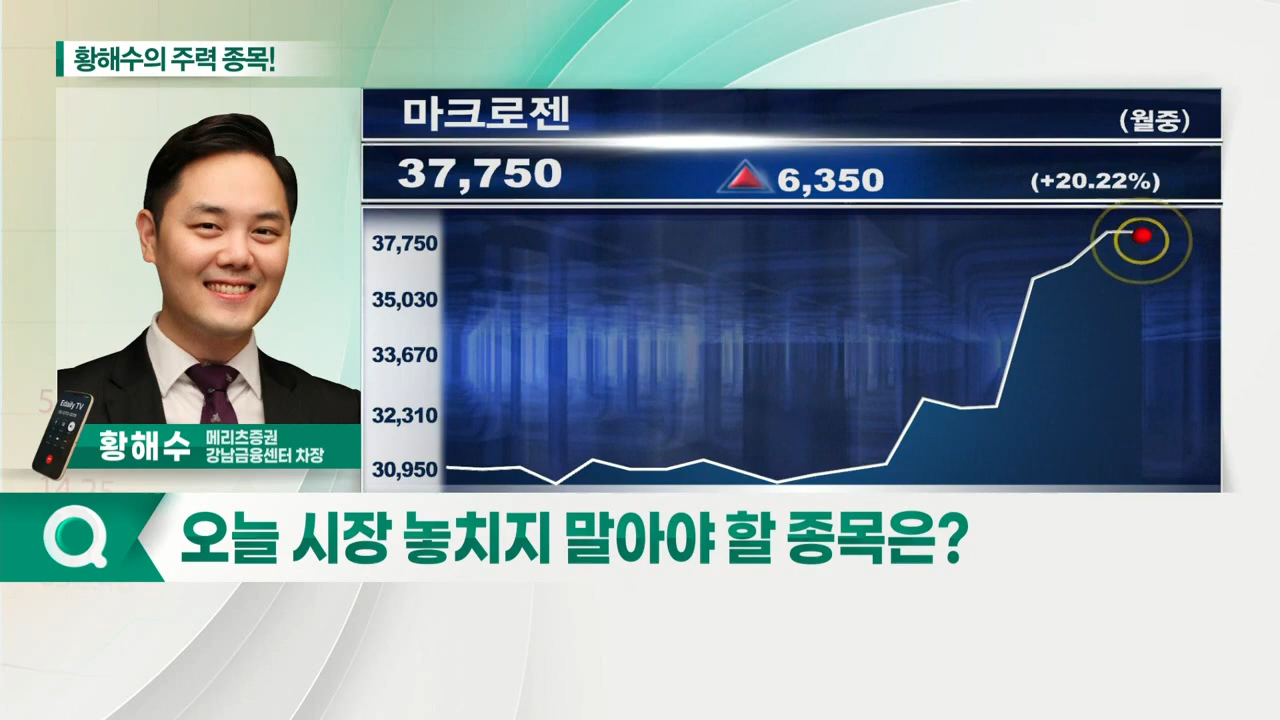 황해수의 주력 종목!
마크로젠
(월중)
37,750
6,350
(+20.22%)
37,750
35,030
33,670
32,310
30,950
Edaily TV
황해수
메리츠증권
강남금융센터 차장
오늘 시장 놓치지 말아야 할 종목은?